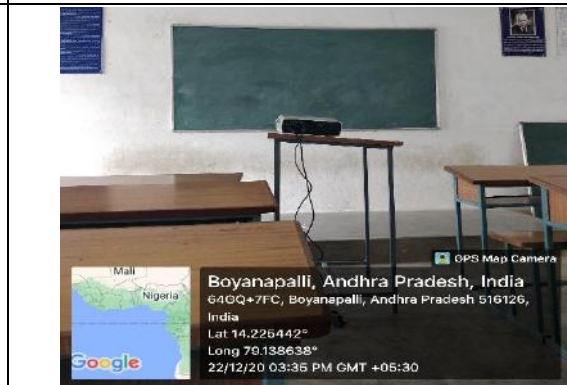 GPS Map Camera
Mali
Nigeria
Google
Boyanapalli, Andhra Pradesh, India
64GQ+7FC, Boyanapalli, Andhra Pradesh 516126,
India
Lat 14.225442°
Long 79.138638°
22/12/20 03:35 PM GMT +05:30